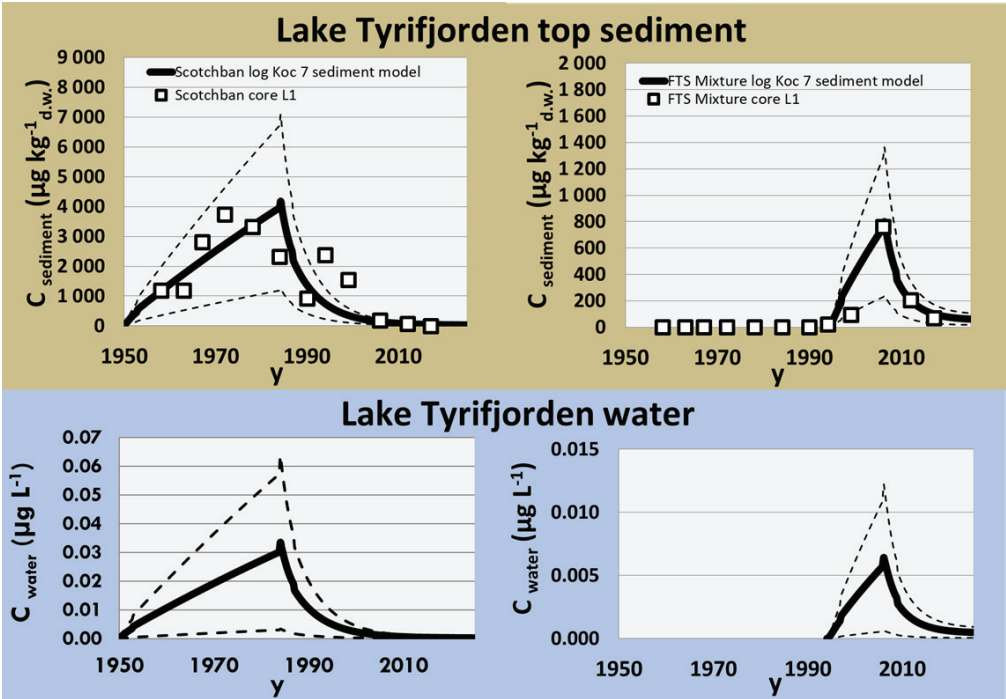 Lake Tyrifjorden top sediment
C sediment (µg kg-1 d.w.)
9 000
8 000
7 000
6 000
5 000
4 000
3 000
2 000
1 000
0
Scotchban log Koc 7 sediment model
Scotchban core L1
1950 1970 1990 2010
y
C sediment (µg kg-1 d.w.)
2 000
1 800
1 600
1 400
1 200
1 000
800
600
400
200
0
FTS Mixture log Koc 7 sediment model
FTS Mixture core L1
1950 1970 1990 2010
y
Lake Tyrifjorden water
C water (µg L-1)
0.07
0.06
0.05
0.04
0.03
0.02
0.01
0.00
1950 1970 1990 2010
y
C water (µg L-1)
0.015
0.010
0.005
0.000
1950 1970 1990 2010
y